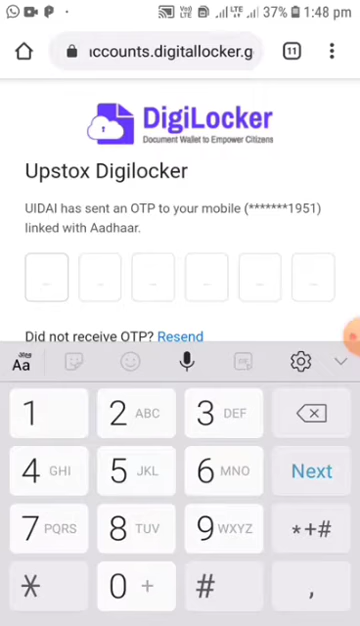 37% 1:48 pm
ıccounts.digitallocker.g
11
DigiLocker
Document Wallet to Empower Citizens
Upstox Digilocker
UIDAI has sent an OTP to your mobile (*******1951)
linked with Aadhaar.
Did not receive OTP? Resend
Aa
1 2 ABC 3 DEF
4 GHI 5 JKL 6 MNO Next
7 PQRS 8 TUV 9 WXYZ *+#
* 0 + # ,